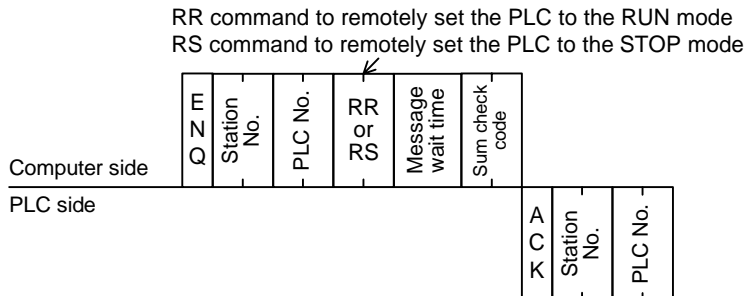 RR command to remotely set the PLC to the RUN mode
RS command to remotely set the PLC to the STOP mode
ENQ
Station No.
PLC No.
RR or RS
Message wait time
Sum check code
Computer side
PLC side
ACK
Station No.
PLC No.